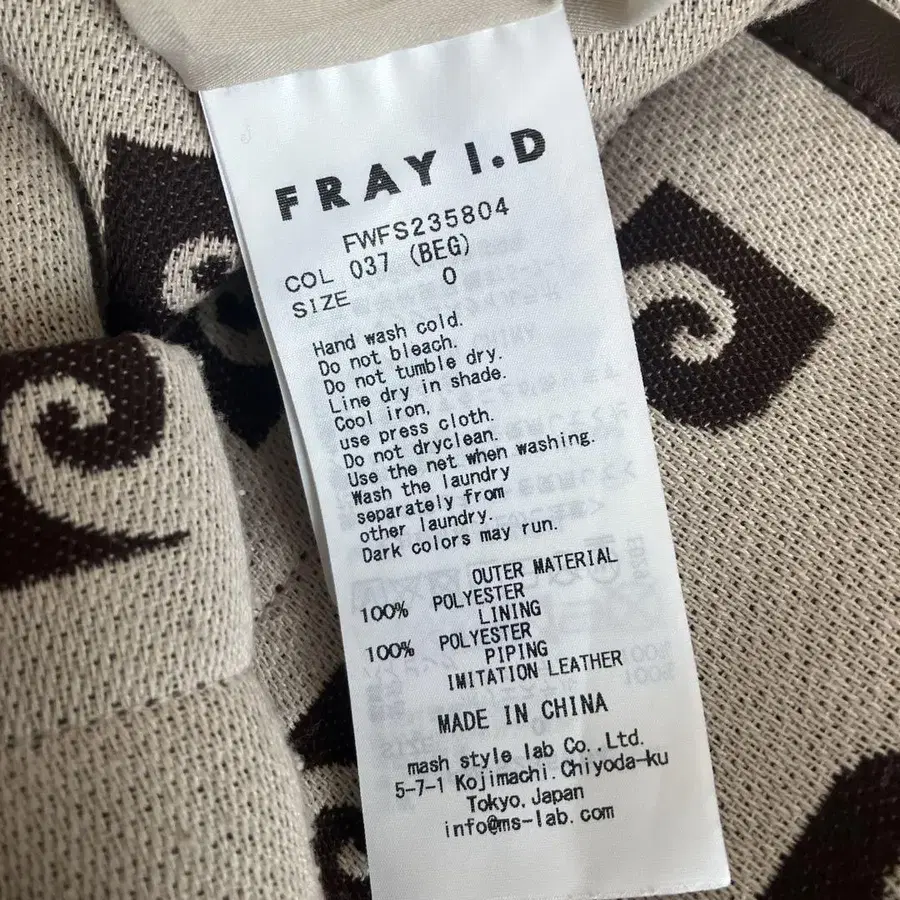 FRAY I.D
FWFS235804
COL 037 (BEG)
SIZE 0
Hand wash cold.
Do not bleach.
Do not tumble dry.
Line dry in shade.
Cool iron,
use press cloth.
Do not dryclean.
Use the net when washing.
Wash the laundry
separately from
other laundry.
Dark colors may run.
OUTER MATERIAL
100% POLYESTER
LINING
100% POLYESTER
PIPING
IMITATION LEATHER
MADE IN CHINA
mash style lab Co.,Ltd.
5-7-1 Kojimachi.Chiyoda-ku
Tokyo.Japan
info@ms-lab.com